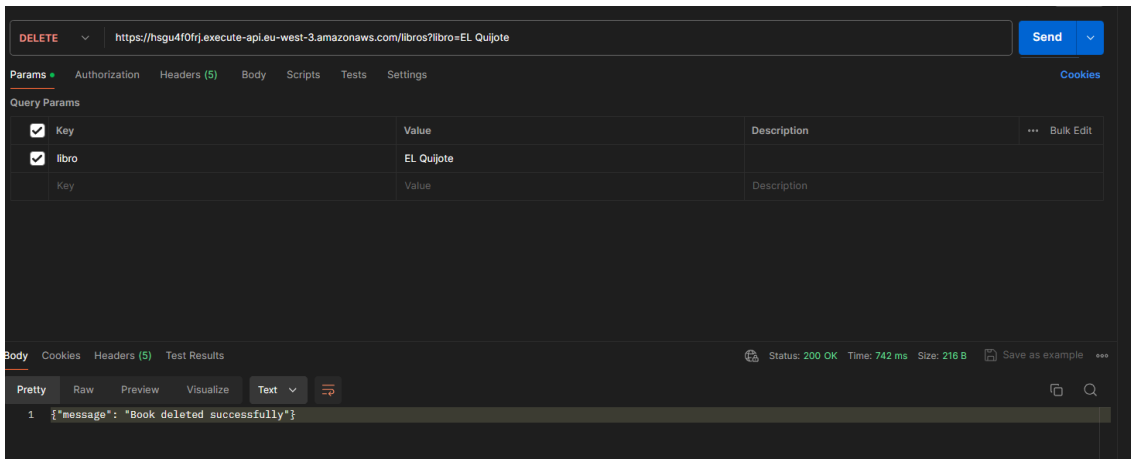 DELETE https://hsgu4f0frj.execute-api.eu-west-3.amazonaws.com/libros?libro=EL Quijote Send
Params Authorization Headers (5) Body Scripts Tests Settings Cookies
Query Params
Key Value Description ••• Bulk Edit
libro EL Quijote
Key Value Description
Body Cookies Headers (5) Test Results Status: 200 OK Time: 742 ms Size: 216 B Save as example
Pretty Raw Preview Visualize Text
1 {"message": "Book deleted successfully"}